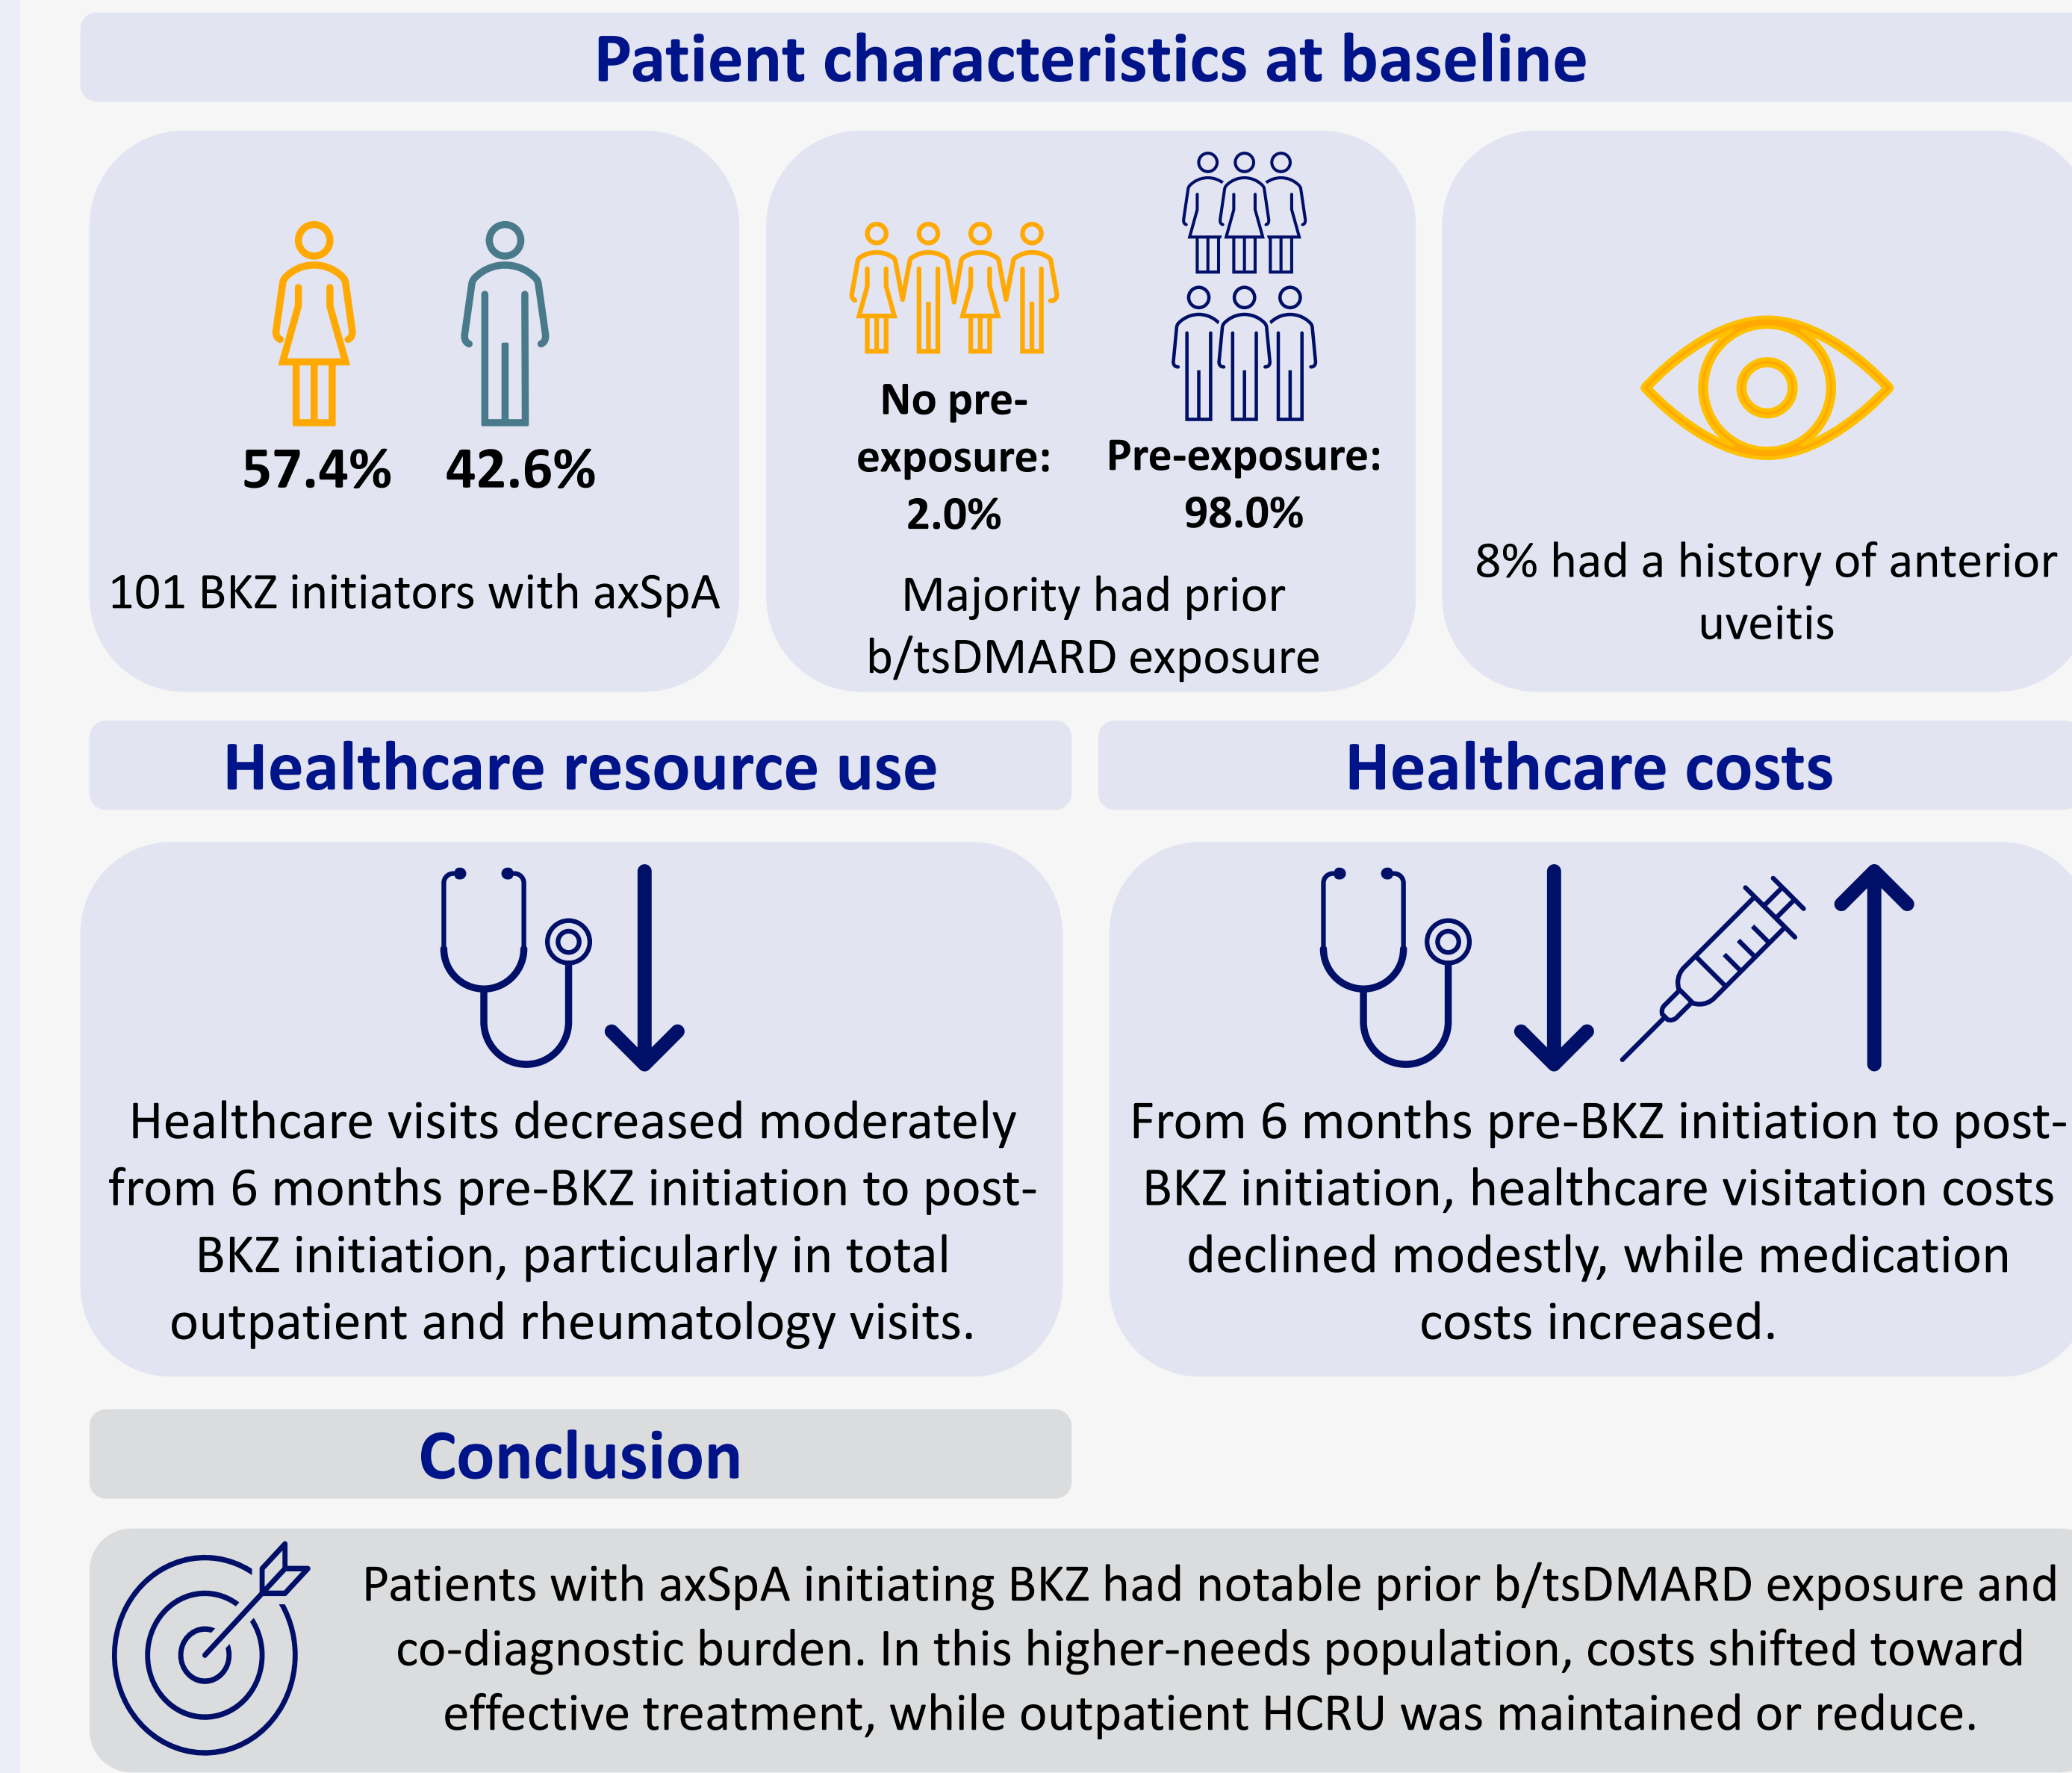 Patient characteristics at baseline
57.4%
42.6%
101 BKZ initiators with axSpA
No pre-
exposure:
2.0%
Pre-exposure:
98.0%
Majority had prior
b/tsDMARD exposure
8% had a history of anterior
uveitis
Healthcare resource use
Healthcare visits decreased moderately
from 6 months pre-BKZ initiation to post-
BKZ initiation, particularly in total
outpatient and rheumatology visits.
Healthcare costs
From 6 months pre-BKZ initiation to post-
BKZ initiation, healthcare visitation costs
declined modestly, while medication
costs increased.
Conclusion
Patients with axSpA initiating BKZ had notable prior b/tsDMARD exposure and
co-diagnostic burden. In this higher-needs population, costs shifted toward
effective treatment, while outpatient HCRU was maintained or reduce.